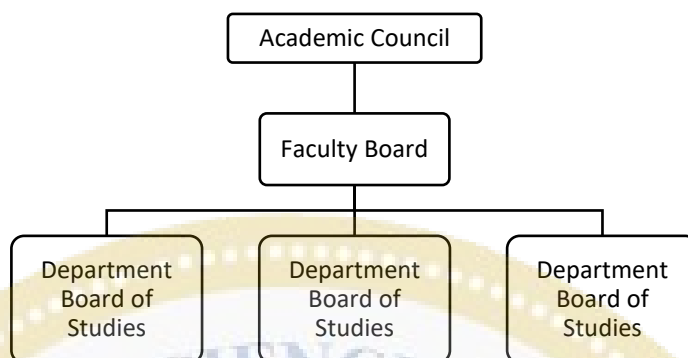 Academic Council
Faculty Board
Department
Board of
Studies
Department
Board of
Studies
Department
Board of
Studies